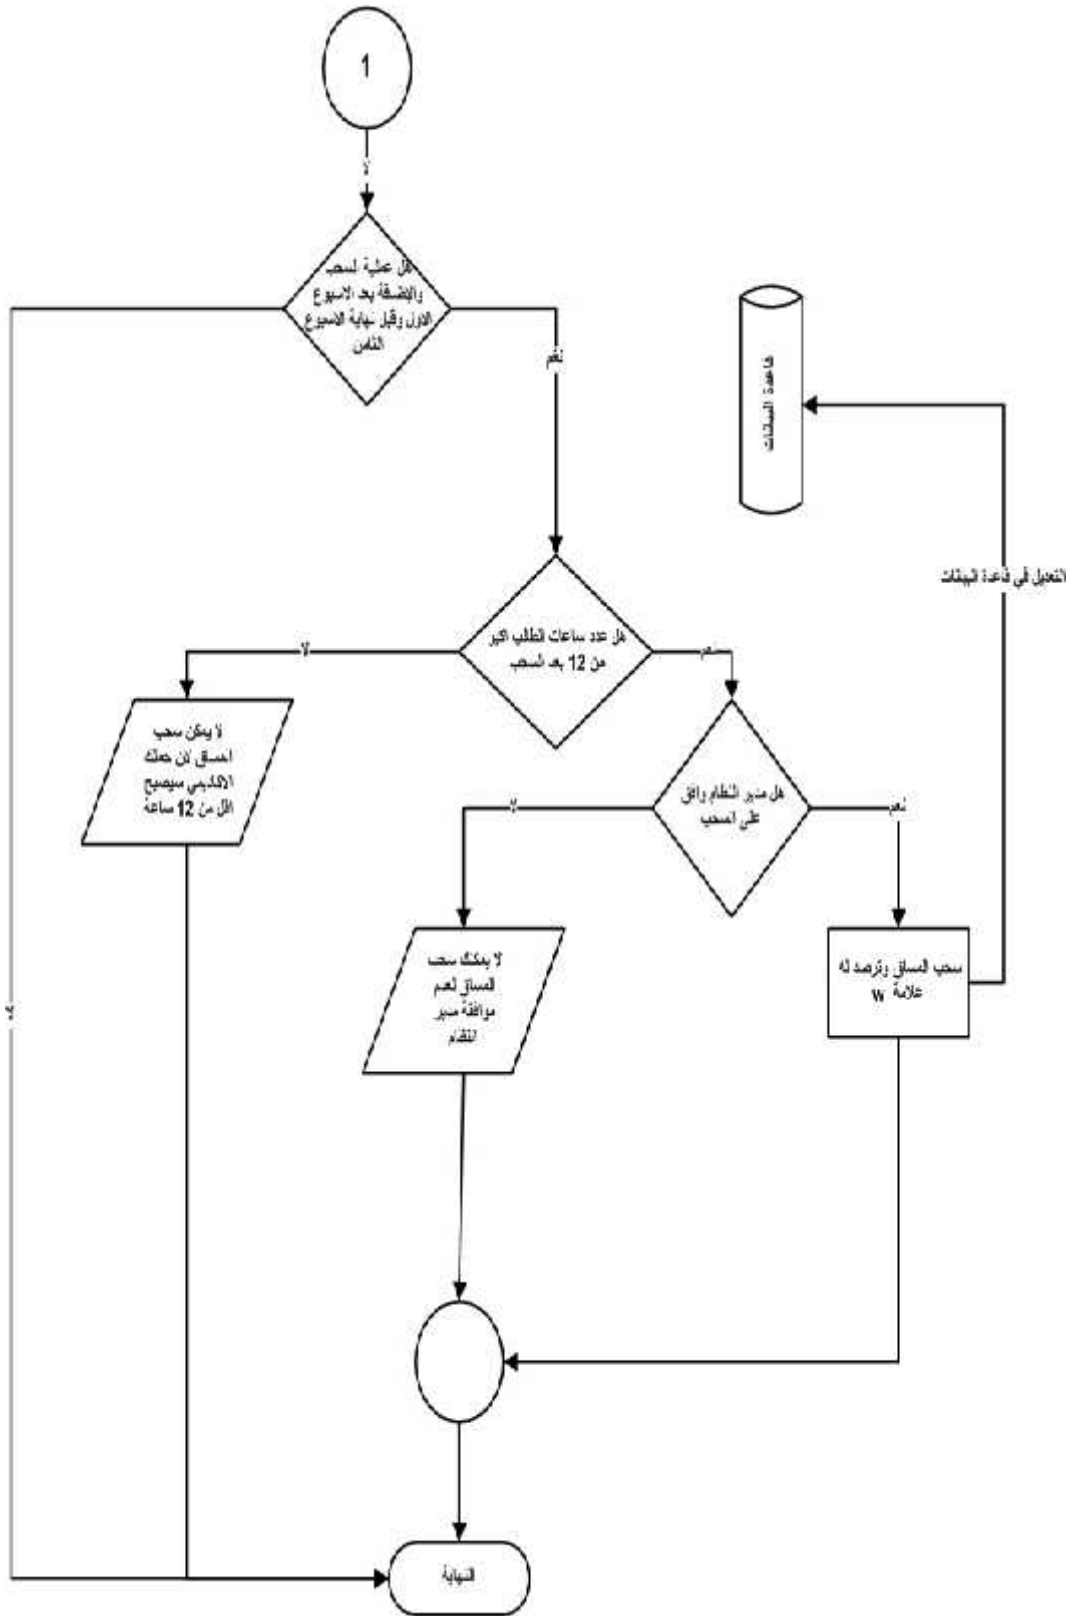 1
لا
هل عملية السحب
والإضافة بعد الاسبوع
الاول وقبل نهاية الاسبوع
الثامن
نعم
قاعدة البيانات
التعديل في قاعدة البيانات
هل عدد ساعات الطالب اكبر
من 12 بعد السحب
لا
نعم
لا يمكن سحب
المساق لان حملك
الاكاديمي سيصبح
اقل من 12 ساعة
هل مدير النظام وافق
على السحب
لا
نعم
لا يمكنك سحب
المساق لعدم
موافقة مدير
النظام
سحب المساق وترصد له
علامة W
النهاية